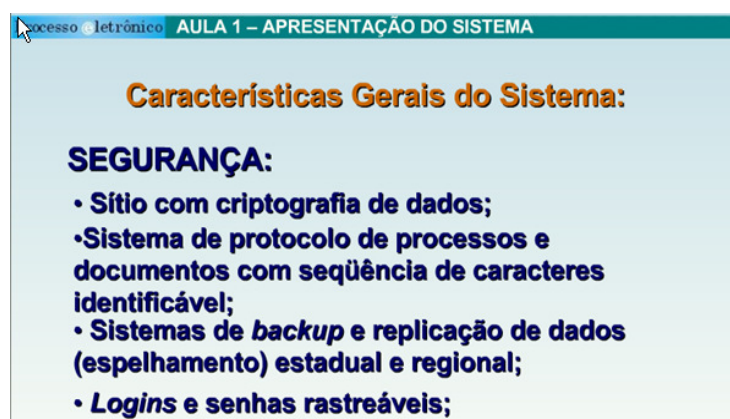 Processo eletrônico AULA 1 – APRESENTAÇÃO DO SISTEMA
Características Gerais do Sistema:
SEGURANÇA:
• Sítio com criptografia de dados;
•Sistema de protocolo de processos e
documentos com seqüência de caracteres
identificável;
• Sistemas de backup e replicação de dados
(espelhamento) estadual e regional;
• Logins e senhas rastreáveis;